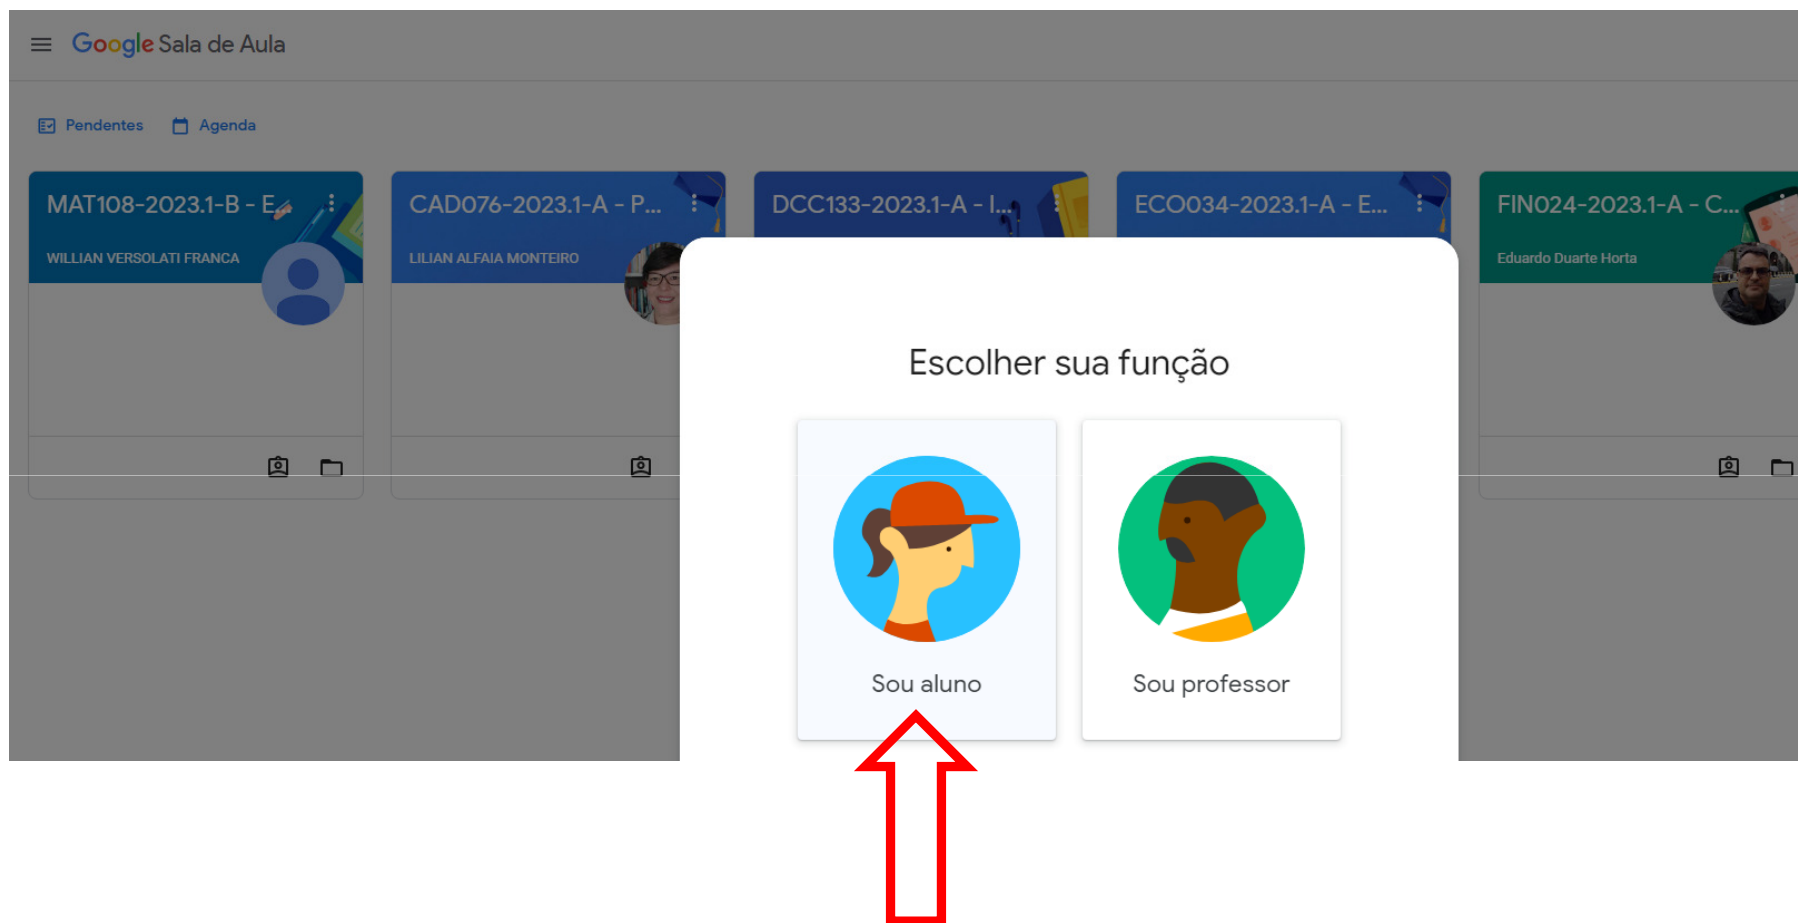 Google Sala de Aula
Pendentes Agenda
MAT108-2023.1-B - E...
WILLIAN VERSOLATI FRANCA
CAD076-2023.1-A - P...
LILIAN ALFAIA MONTEIRO
DCC133-2023.1-A - I...
ECO034-2023.1-A - E...
FIN024-2023.1-A - C...
Eduardo Duarte Horta
Escolher sua função
Sou aluno
Sou professor